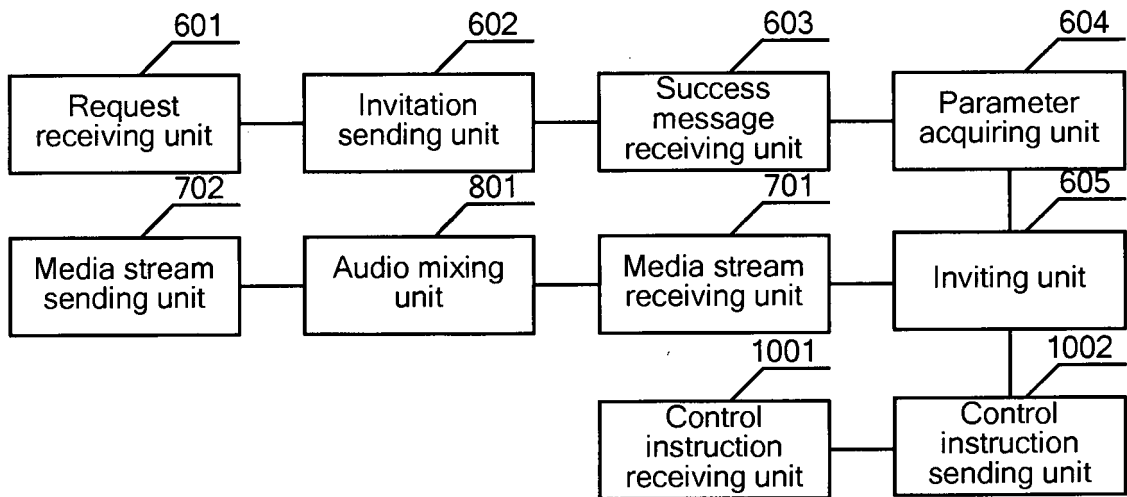 601
602
603
604
Request
receiving unit
Invitation
sending unit
Success
message
receiving unit
Parameter
acquiring unit
702
801
701
605
Media stream
sending unit
Audio mixing
unit
Media stream
receiving unit
Inviting unit
1001
1002
Control
instruction
receiving unit
Control
instruction
sending unit